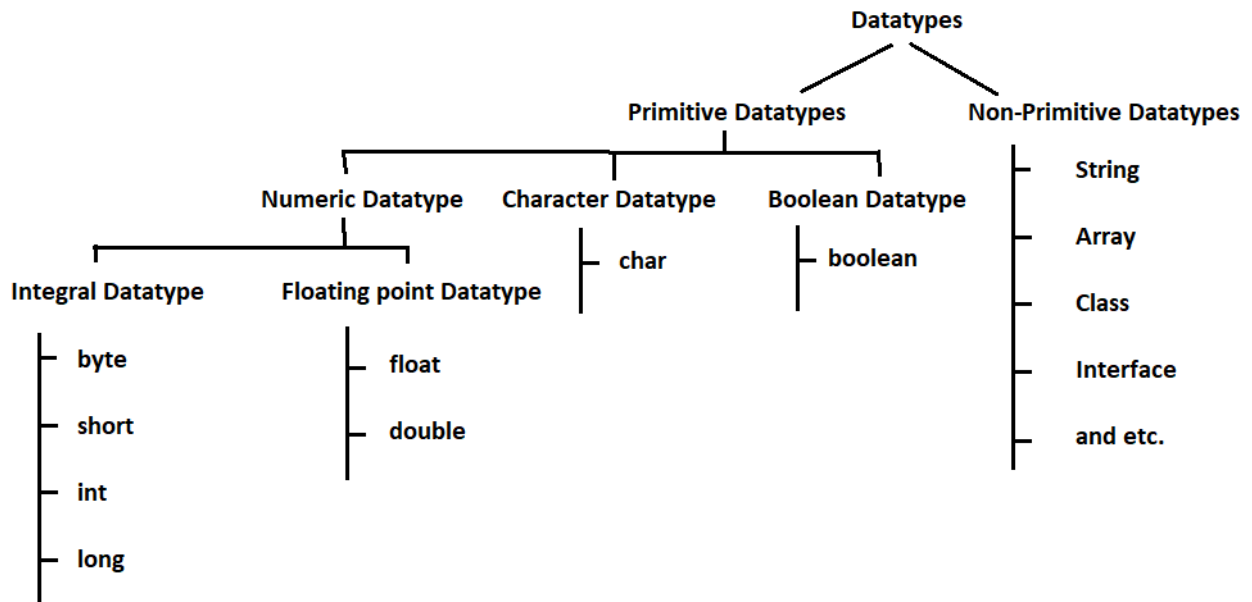 Datatypes
Primitive Datatypes
Non-Primitive Datatypes
Numeric Datatype
Character Datatype
Boolean Datatype
char
boolean
Integral Datatype
Floating point Datatype
byte
short
int
long
float
double
String
Array
Class
Interface
and etc.